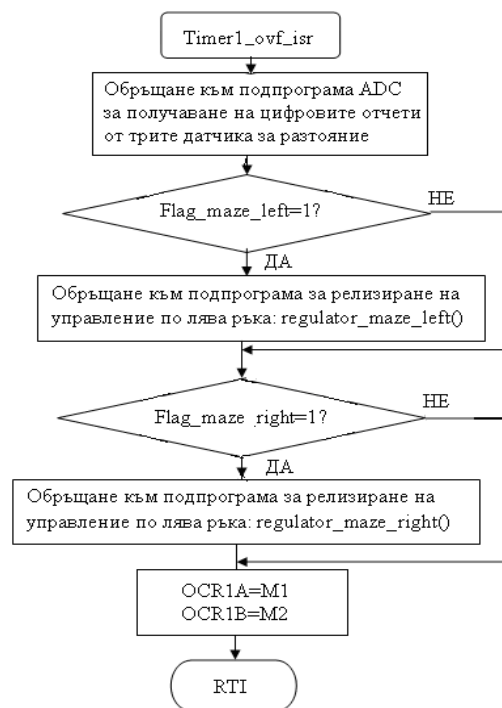 Timer1_ovf_isr
Обръщане към подпрограма ADC
за получаване на цифровите отчети
от трите датчика за разтояние
Flag_maze_left=1?
НЕ
ДА
Обръщане към подпрограма за релизиране на
управление по лява ръка: regulator_maze_left()
Flag_maze_right=1?
НЕ
ДА
Обръщане към подпрограма за релизиране на
управление по лява ръка: regulator_maze_right()
OCR1A=M1
OCR1B=M2
RTI